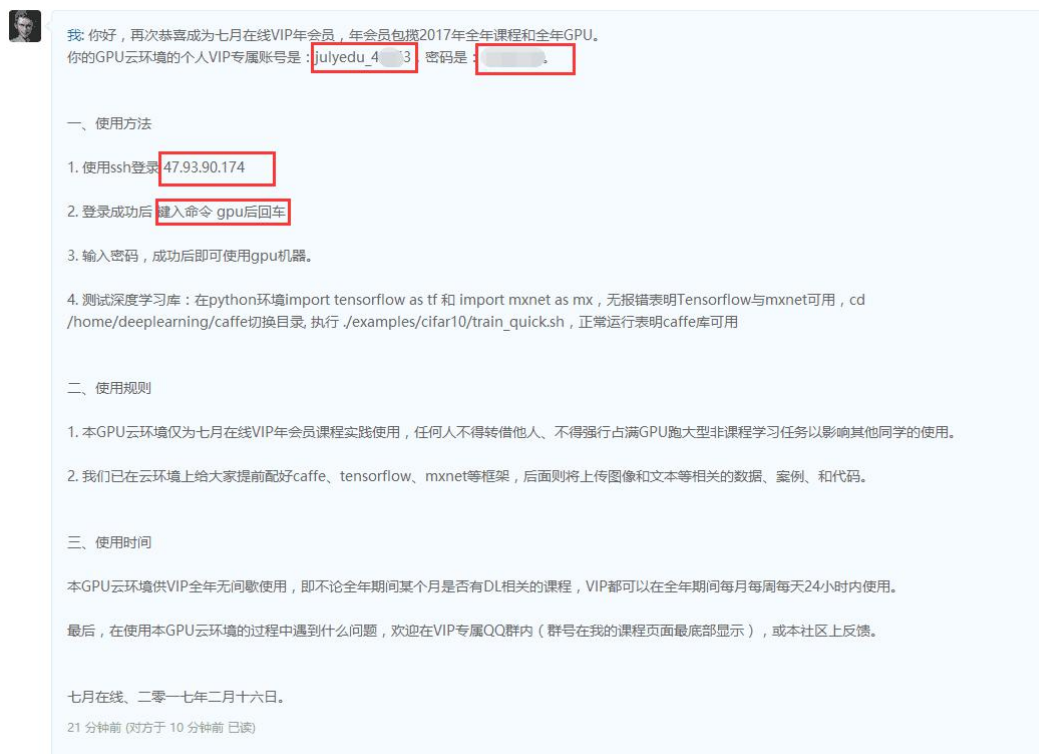 我: 你好，再次恭喜成为七月在线VIP年会员，年会员包揽2017年全年课程和全年GPU。
你的GPU云环境的个人VIP专属账号是：julyedu_4 3，密码是： 。
一、使用方法
1. 使用ssh登录 47.93.90.174
2. 登录成功后 键入命令 gpu后回车
3. 输入密码，成功后即可使用gpu机器。
4. 测试深度学习库：在python环境import tensorflow as tf 和 import mxnet as mx，无报错表明Tensorflow与mxnet可用，cd
/home/deeplearning/caffe切换目录, 执行 ./examples/cifar10/train_quick.sh，正常运行表明caffe库可用
二、使用规则
1. 本GPU云环境仅为七月在线VIP年会员课程实践使用，任何人不得转借他人、不得强行占满GPU跑大型非课程学习任务以影响其他同学的使用。
2. 我们已在云环境上给大家提前配好caffe、tensorflow、mxnet等框架，后面则将上传图像和文本等相关的数据、案例、和代码。
三、使用时间
本GPU云环境供VIP全年无间歇使用，即不论全年期间某个月是否有DL相关的课程，VIP都可以在全年期间每月每周每天24小时内使用。
最后，在使用本GPU云环境的过程中遇到什么问题，欢迎在VIP专属QQ群内（群号在我的课程页面最底部显示），或本社区上反馈。
七月在线、二零一七年二月十六日。
21 分钟前 (对方于 10 分钟前 已读)